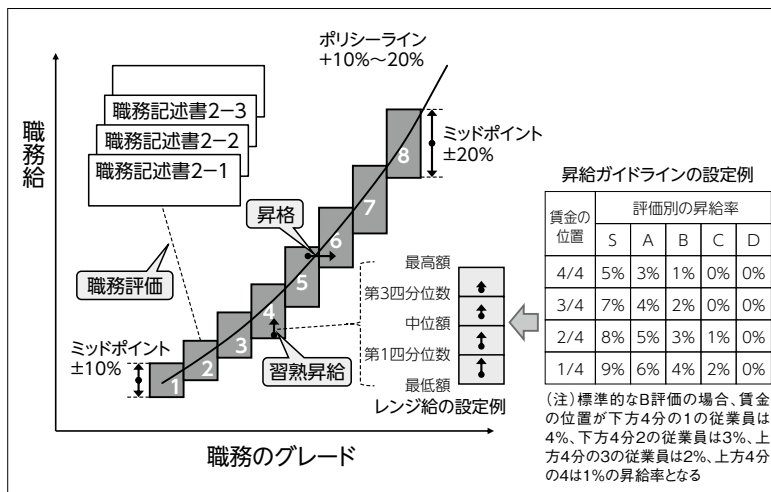 ポリシーライン
+10%〜20%
職務記述書2−3
職務記述書2−2
職務記述書2−1
職務給
ミッドポイント
±20%
8
7
6
5
4
3
2
1
昇格
職務評価
習熟昇給
ミッドポイント
±10%
職務のグレード
最高額
第3四分位数
中位額
第1四分位数
最低額
レンジ給の設定例
昇給ガイドラインの設定例
賃金の位置 評価別の昇給率
S A B C D
4/4 5% 3% 1% 0% 0%
3/4 7% 4% 2% 0% 0%
2/4 8% 5% 3% 1% 0%
1/4 9% 6% 4% 2% 0%
（注）標準的なB評価の場合、賃金
の位置が下方4分の1の従業員は
4%、下方4分2の従業員は3%、上
方4分の3の従業員は2%、上方4分
の4は1%の昇給率となる